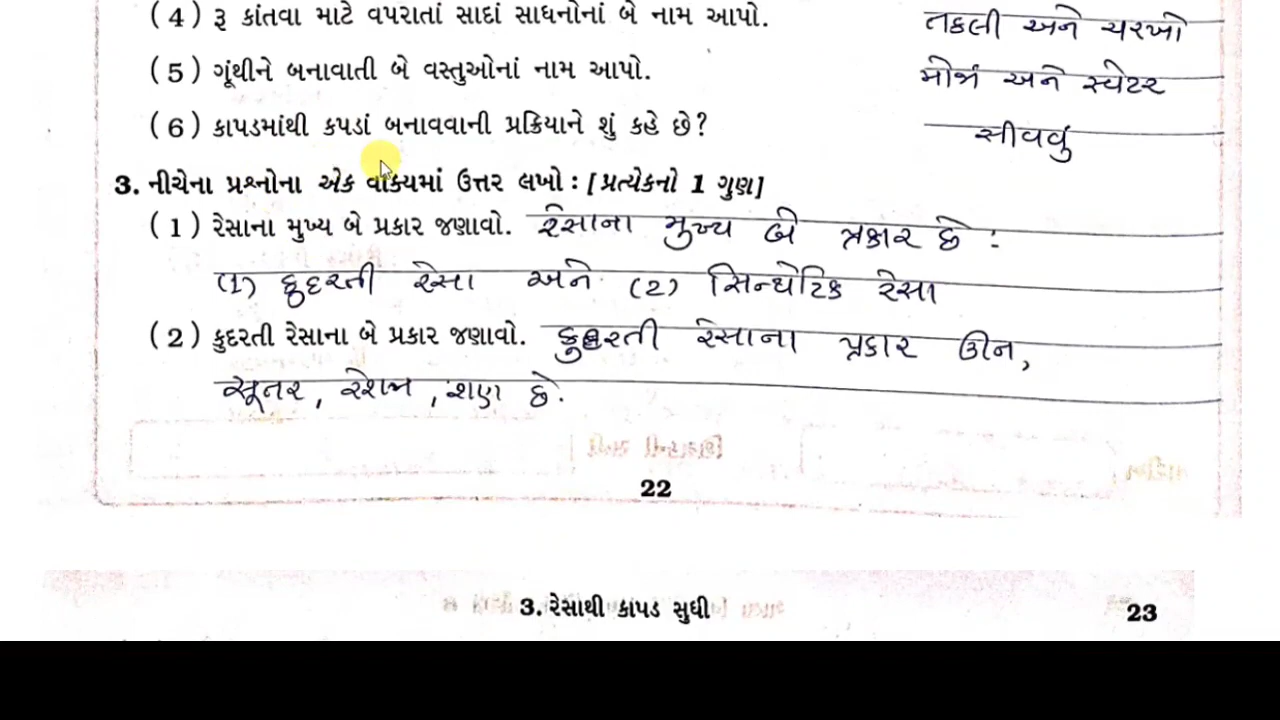 (4) રૂ કાંતવા માટે વપરાતાં સાદાં સાધનોનાં બે નામ આપો. તકલી અને ચરખો
(5) ગૂંથીને બનાવાતી બે વસ્તુઓનાં નામ આપો. મોજાં અને સ્વેટર
(6) કાપડમાંથી કપડાં બનાવવાની પ્રક્રિયાને શું કહે છે? સીવવું
3. નીચેના પ્રશ્નોના એક વાક્યમાં ઉત્તર લખો : [પ્રત્યેકનો 1 ગુણ]
(1) રેસાના મુખ્ય બે પ્રકાર જણાવો. રેસાના મુખ્ય બે પ્રકાર છે :
(1) કુદરતી રેસા અને (2) સિન્થેટિક રેસા
(2) કુદરતી રેસાના બે પ્રકાર જણાવો. કુદરતી રેસાના પ્રકાર ઊન,
સૂતર, રેશમ, શણ છે.
22
3. રેસાથી કાપડ સુધી 23